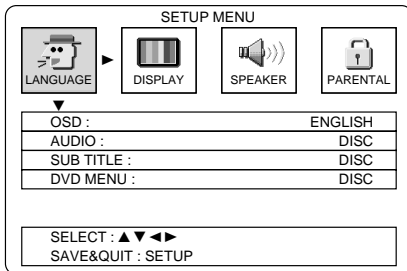 SETUP MENU
LANGUAGE ► DISPLAY SPEAKER PARENTAL
▼
OSD : ENGLISH
AUDIO : DISC
SUB TITLE : DISC
DVD MENU : DISC
SELECT : ▲ ▼ ◄ ►
SAVE&QUIT : SETUP